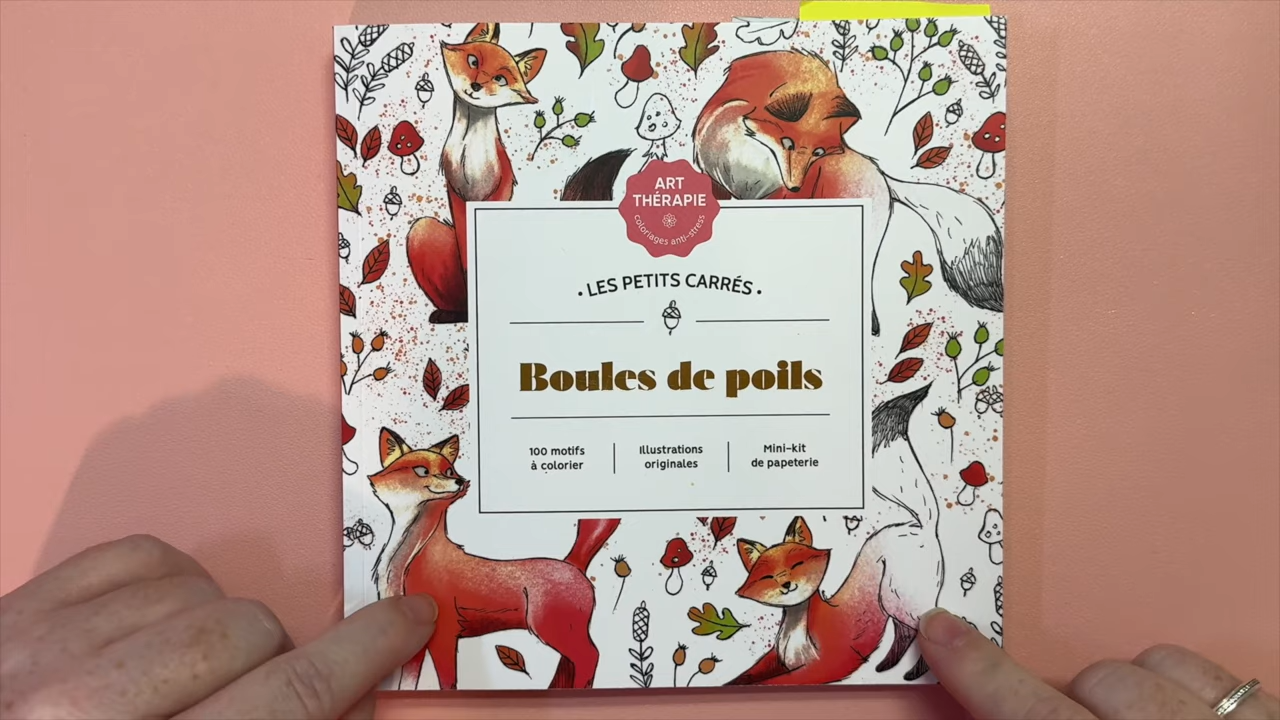 ART
THÉRAPIE
coloriages anti-stress
• LES PETITS CARRÉS •
Boules de poils
100 motifs
à colorier
Illustrations
originales
Mini-kit
de papeterie